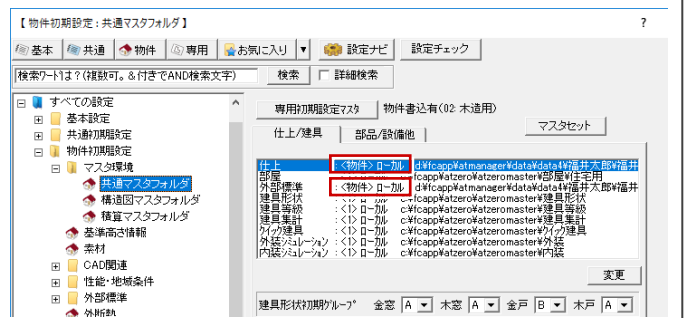 【物件初期設定：共通マスタフォルダ】 ?
基本 共通 物件 専用 お気に入り ▼ 設定ナビ 設定チェック
検索ワードは？(複数可。&付きでAND検索文字) 検索 詳細検索
すべての設定
基本設定
共通初期設定
物件初期設定
マスタ環境
共通マスタフォルダ
構造図マスタフォルダ
積算マスタフォルダ
基準高さ情報
素材
CAD関連
性能・地域条件
外部標準
外断熱
専用初期設定マスタ 物件書込有(02:木造用)
マスタセット
仕上/建具 部品/設備他
仕上 :<物件>ローカル d:¥fcapp¥atmanager¥data¥data4¥福井太郎¥福井
部屋 :<1>ローカル c:¥fcapp¥atzero¥atzeromaster¥部屋¥住宅用
外部標準 :<物件>ローカル d:¥fcapp¥atmanager¥data¥data4¥福井太郎¥福井
建具形状 :<1>ローカル c:¥fcapp¥atzero¥atzeromaster¥建具形状
建具等級 :<1>ローカル c:¥fcapp¥atzero¥atzeromaster¥建具等級
建具集計 :<1>ローカル c:¥fcapp¥atzero¥atzeromaster¥建具集計
クイック建具 :<1>ローカル c:¥fcapp¥atzero¥atzeromaster¥クイック建具
外装シミュレーション :<1>ローカル c:¥fcapp¥atzero¥atzeromaster¥外装
内装シミュレーション :<1>ローカル c:¥fcapp¥atzero¥atzeromaster¥内装
変更
建具形状初期グループ 金窓 A 木窓 A 金戸 B 木戸 A